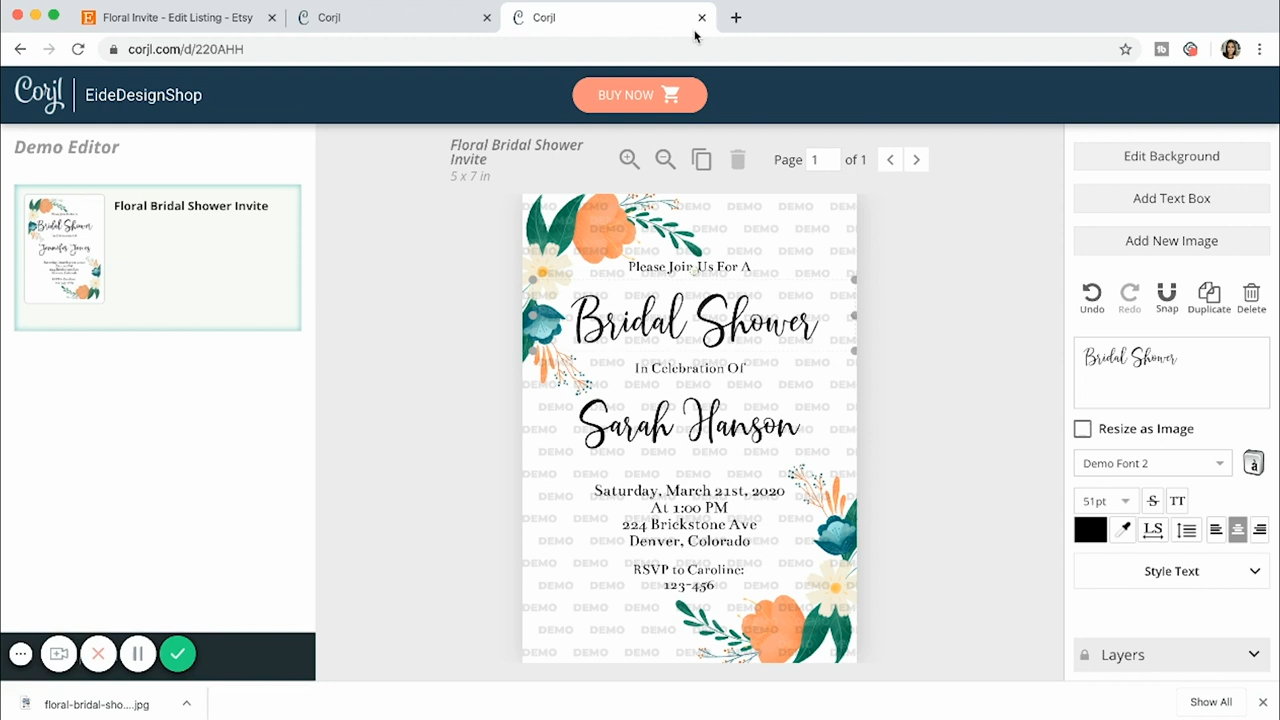 Floral Invite - Edit Listing - Etsy
Corjl
Corjl
corjl.com/d/220AHH
Corjl
EideDesignShop
BUY NOW
Demo Editor
Floral Bridal Shower Invite
Floral Bridal Shower
Invite
5 x 7 in
Page 1 of 1
Please Join Us For A
Bridal Shower
In Celebration Of
Sarah Hanson
Saturday, March 21st, 2020
At 1:00 PM
224 Brickstone Ave
Denver, Colorado
RSVP to Caroline:
123-456
DEMO
Edit Background
Add Text Box
Add New Image
Undo
Redo
Snap
Duplicate
Delete
Bridal Shower
Resize as Image
Demo Font 2
51pt
S
TT
LS
Style Text
Layers
floral-bridal-sho....jpg
Show All